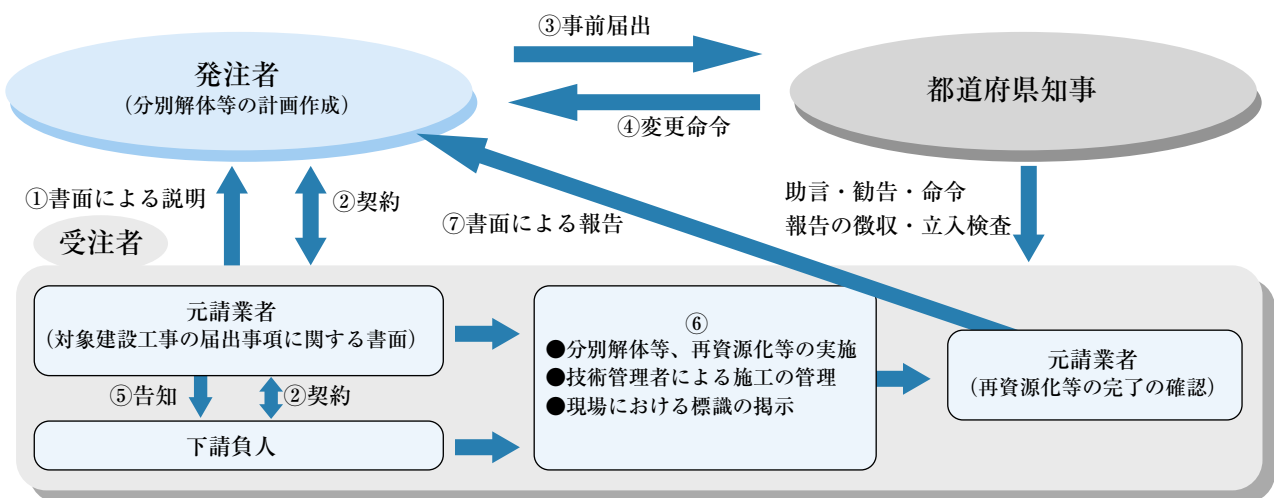 ③事前届出
発注者
（分別解体等の計画作成）
都道府県知事
④変更命令
①書面による説明
②契約
⑦書面による報告
助言・勧告・命令
報告の徴収・立入検査
受注者
元請業者
（対象建設工事の届出事項に関する書面）
⑤告知
②契約
下請負人
⑥
●分別解体等、再資源化等の実施
●技術管理者による施工の管理
●現場における標識の掲示
元請業者
（再資源化等の完了の確認）